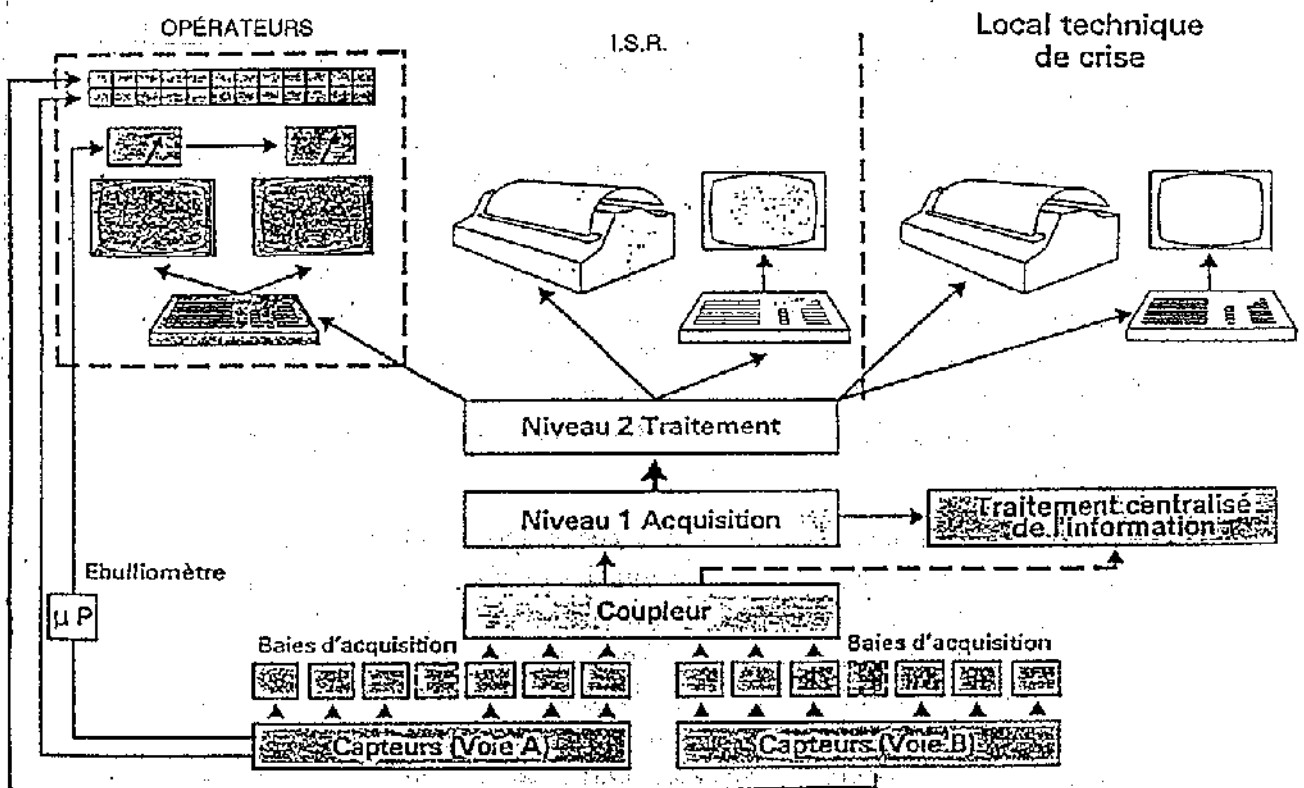 OPÉRATEURS
I.S.R.
Local technique
de crise
Niveau 2 Traitement
Niveau 1 Acquisition
Traitement centralisé
de l'information
Ebulliomètre
μP
Coupleur
Baies d'acquisition
Baies d'acquisition
Capteurs (Voie A)
Capteurs (Voie B)